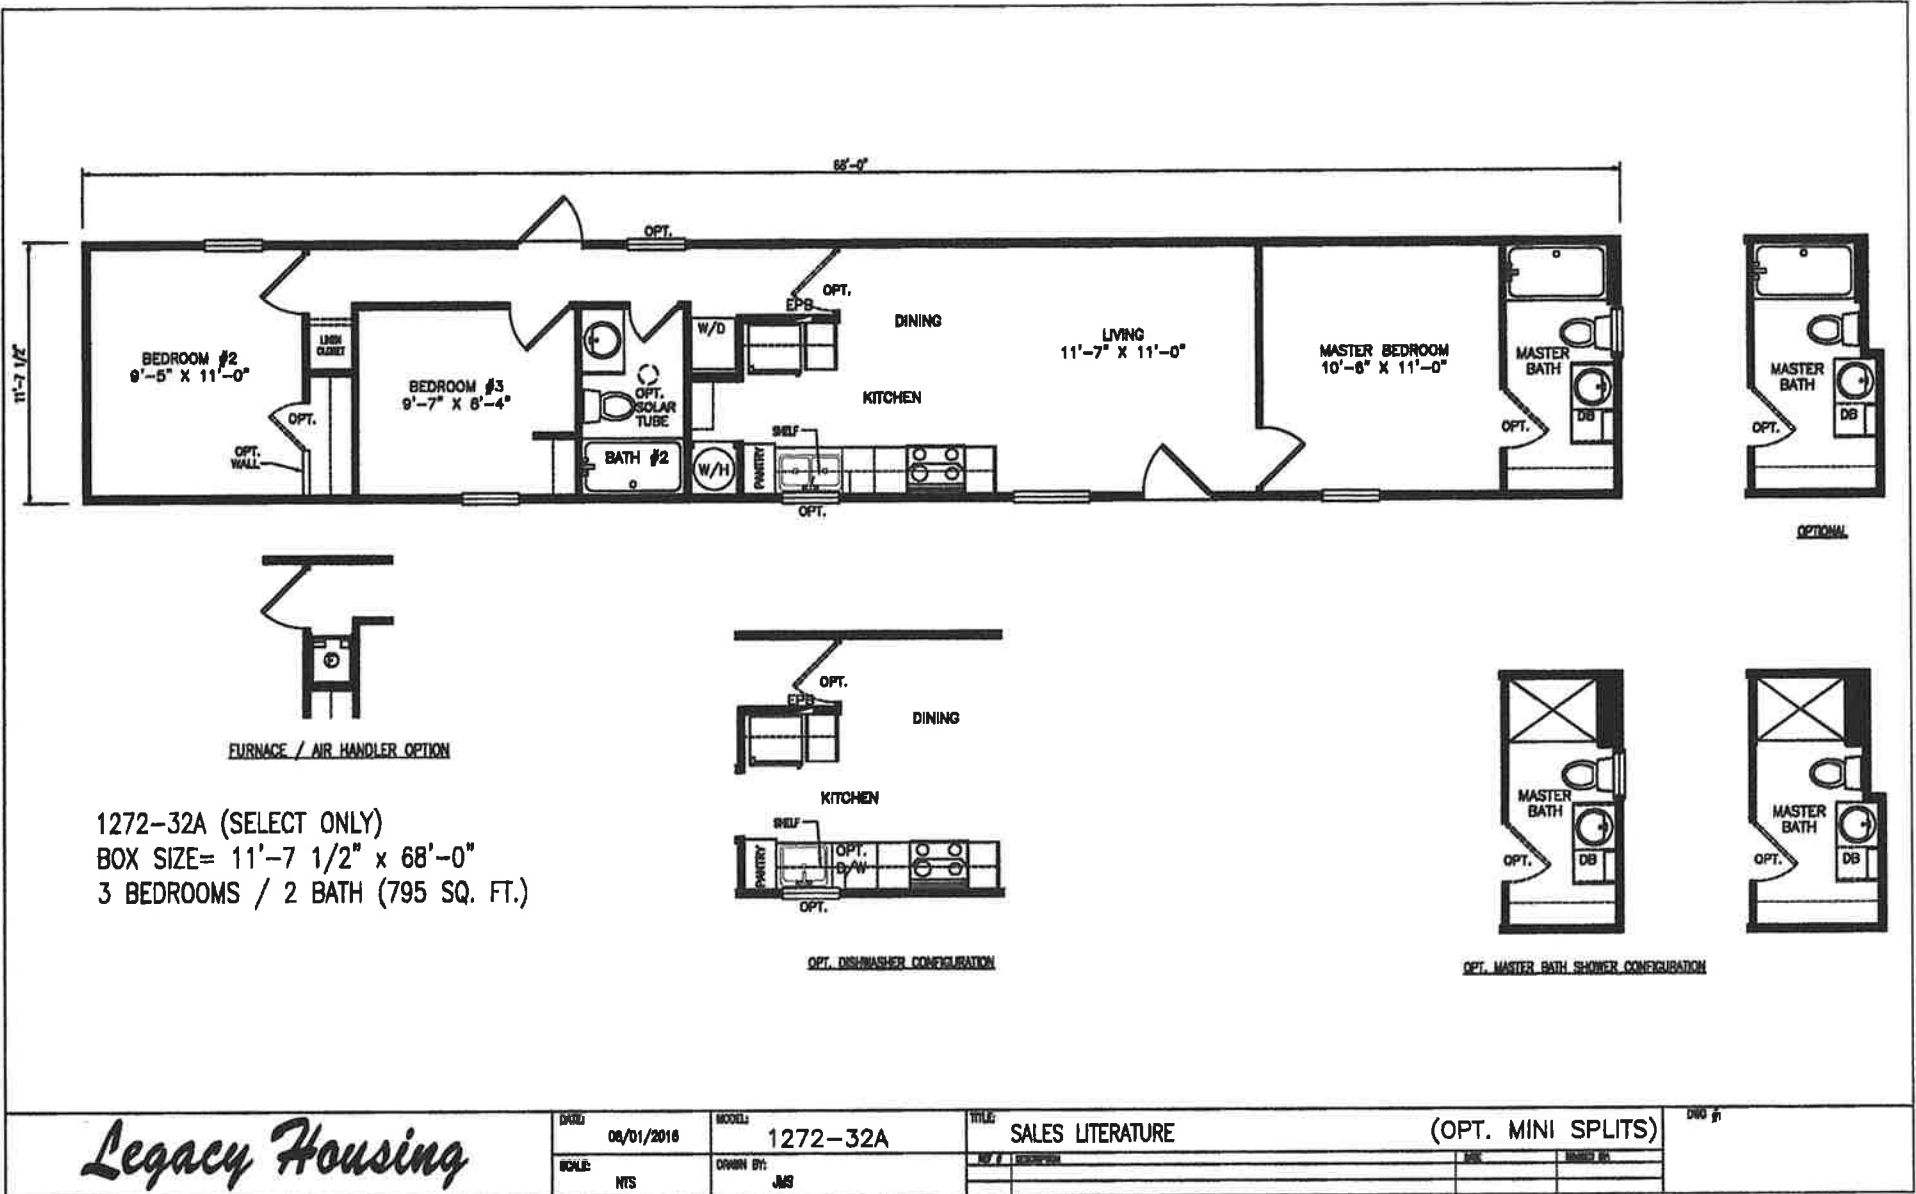 68'-0"
11'-7 1/2"
OPT.
OPT.
EPB
BEDROOM #2
9'-5" X 11'-0"
LINEN
CLOSET
OPT.
OPT.
WALL
BEDROOM #3
9'-7" X 8'-4"
OPT.
SOLAR
TUBE
BATH #2
W/D
W/H
PANTRY
SHELF
OPT.
DINING
KITCHEN
LIVING
11'-7" X 11'-0"
MASTER BEDROOM
10'-6" X 11'-0"
MASTER
BATH
OPT.
DB
MASTER
BATH
OPT.
DB
OPTIONAL
FURNACE / AIR HANDLER OPTION
F
1272-32A (SELECT ONLY)
BOX SIZE= 11'-7 1/2" x 68'-0"
3 BEDROOMS / 2 BATH (795 SQ. FT.)
OPT.
EPB
DINING
KITCHEN
SHELF
PANTRY
OPT.
D/W
OPT.
OPT. DISHWASHER CONFIGURATION
MASTER
BATH
OPT.
DB
MASTER
BATH
OPT.
DB
OPT. MASTER BATH SHOWER CONFIGURATION
Legacy Housing
DATE:
08/01/2016
SCALE:
NTS
MODEL:
1272-32A
DRAWN BY:
JMS
TITLE:
SALES LITERATURE
(OPT. MINI SPLITS)
DESCRIPTION
DATE
DWG #: